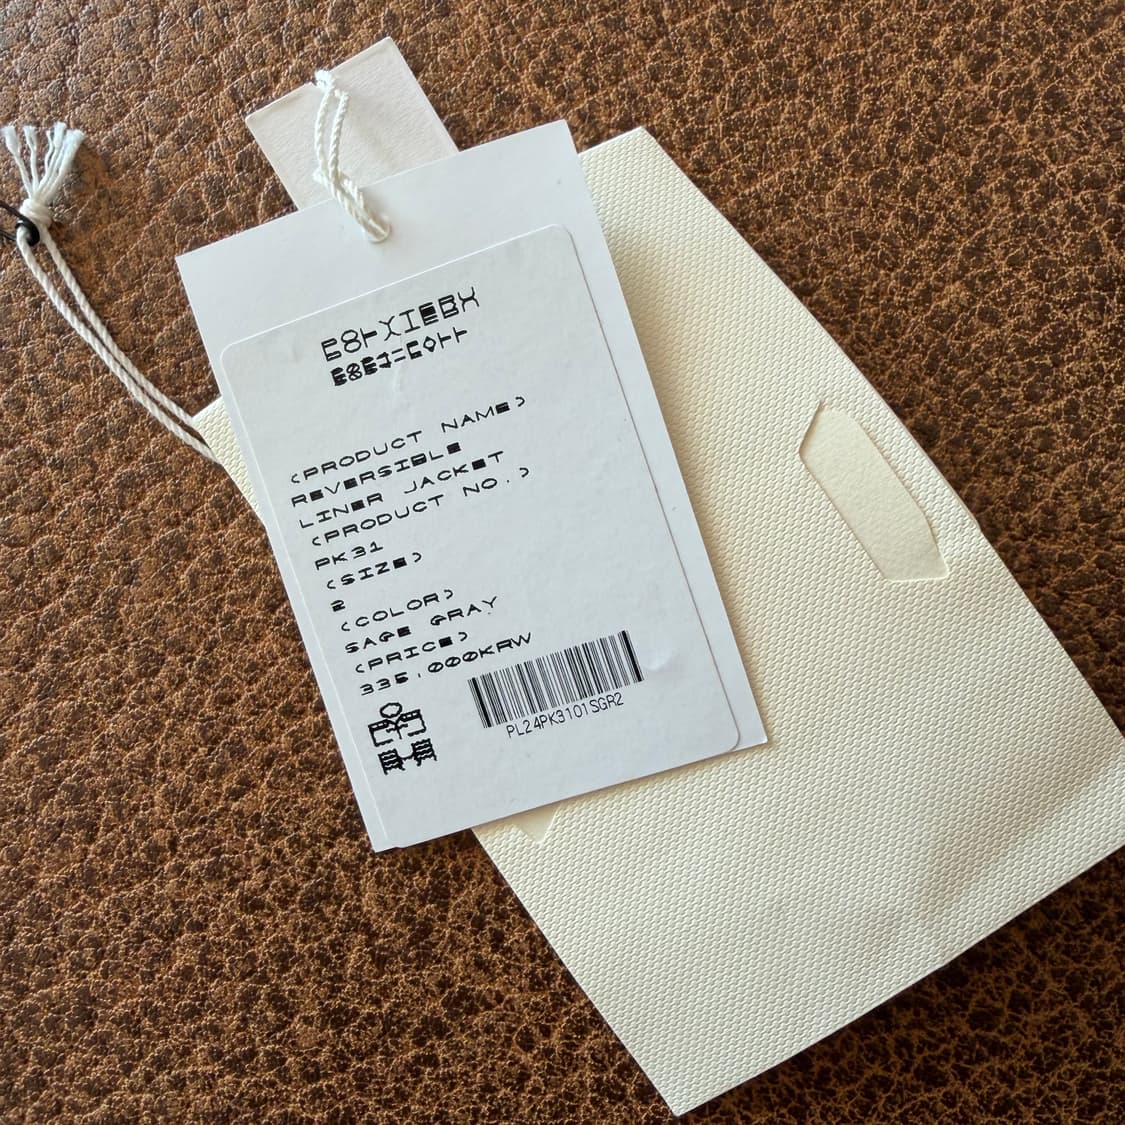 <PRODUCT NAME>
REVERSIBLE
LINER JACKET
<PRODUCT NO.>
PK31
<SIZE>
2
<COLOR>
SAGE GRAY
<PRICE>
335,000KRW
PL24PK3101SGR2